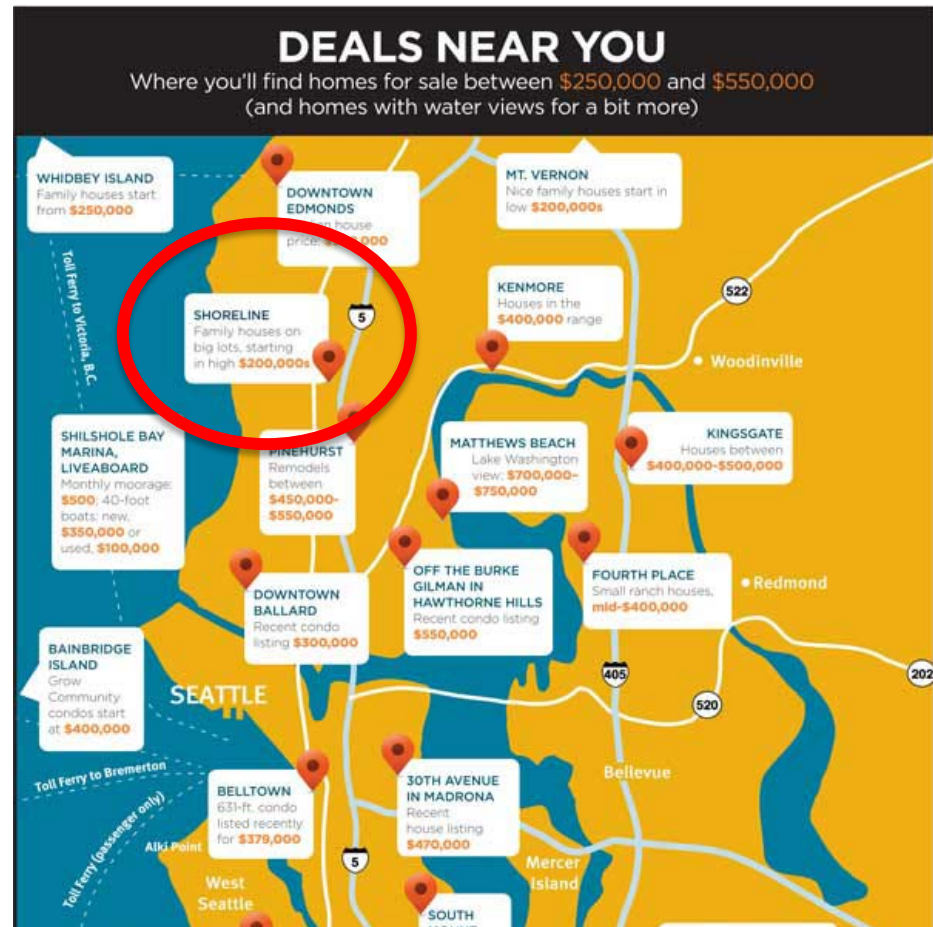 DEALS NEAR YOU
Where you'll find homes for sale between $250,000 and $550,000
(and homes with water views for a bit more)
WHIDBEY ISLAND
Family houses start
from $250,000
DOWNTOWN
EDMONDS
house
price:
MT. VERNON
Nice family houses start in
low $200,000s
Toll Ferry to Victoria, B.C.
SHORELINE
Family houses on
big lots, starting
in high $200,000s
5
KENMORE
Houses in the
$400,000 range
522
Woodinville
SHILSHOLE BAY
MARINA,
LIVEABOARD
Monthly moorage:
$500; 40-foot
boats: new,
$350,000 or
used, $100,000
PINEHURST
Remodels
between
$450,000-
$550,000
MATTHEWS BEACH
Lake Washington
view: $700,000-
$750,000
KINGSGATE
Houses between
$400,000-$500,000
DOWNTOWN
BALLARD
Recent condo
listing $300,000
OFF THE BURKE
GILMAN IN
HAWTHORNE HILLS
Recent condo listing
$550,000
FOURTH PLACE
Small ranch houses,
mid-$400,000
Redmond
BAINBRIDGE
ISLAND
Grow
Community
condos start
at $400,000
SEATTLE
405
520
202
Toll Ferry to Bremerton
Toll Ferry (passenger only)
BELLTOWN
631-ft. condo
listed recently
for $379,000
30TH AVENUE
IN MADRONA
Recent
house listing
$470,000
Bellevue
Alki Point
5
West
Seattle
Mercer
Island
SOUTH